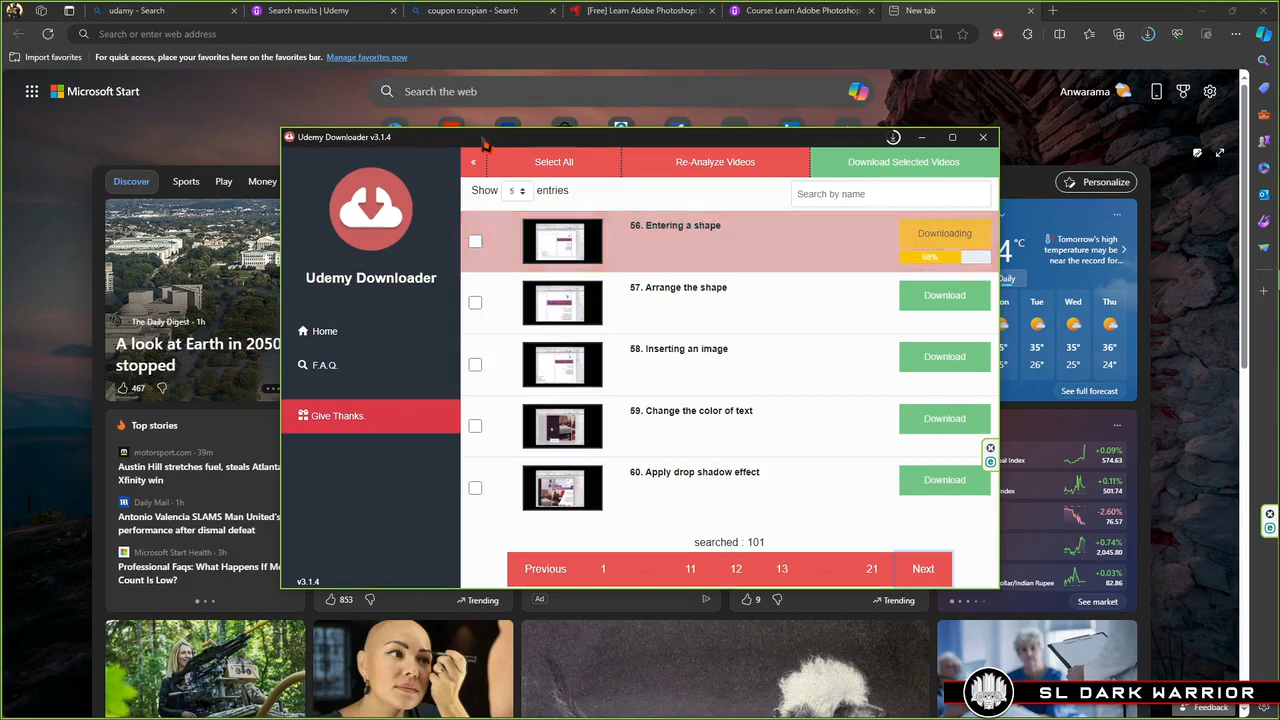 udamy - Search
Search results | Udemy
coupon scropian - Search
[Free] Learn Adobe Photoshop:
Course: Learn Adobe Photoshop:
New tab
Search or enter web address
Import favorites
For quick access, place your favorites here on the favorites bar. Manage favorites now
Microsoft Start
Search the web
Anwarama
Discover
Sports
Play
Money
Personalize
The Daily Digest · 1h
A look at Earth in 2050
stopped
467
Top stories
motorsport.com · 39m
Austin Hill stretches fuel, steals Atlanta
Xfinity win
Daily Mail · 1h
Antonio Valencia SLAMS Man United's
performance after dismal defeat
Microsoft Start Health · 3h
Professional Faqs: What Happens If M
Count Is Low?
Udemy Downloader v3.1.4
Udemy Downloader
Home
F.A.Q.
Give Thanks.
v3.1.4
«
Select All
Re-Analyze Videos
Download Selected Videos
Show 5 entries
Search by name
56. Entering a shape
Downloading
68%
57. Arrange the shape
Download
58. Inserting an image
Download
59. Change the color of text
Download
60. Apply drop shadow effect
Download
searched : 101
Previous
1
...
11
12
13
...
21
Next
4 °C
Tomorrow's high
temperature may be
near the record for...
Daily
Mon
Tue
Wed
Thu
35°
35°
36°
26°
25°
24°
See full forecast
+0.09%
574.63
+0.11%
501.74
-2.60%
76.57
+0.74%
2,045.80
+0.03%
82.86
See market
853
Trending
Ad
9
Trending
SL DARK WARRIOR
Feedback